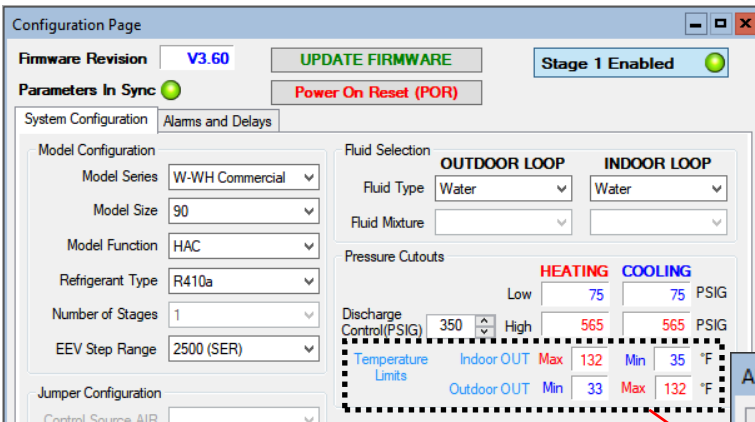 Configuration Page
Firmware Revision V3.60 UPDATE FIRMWARE Stage 1 Enabled
Parameters In Sync Power On Reset (POR)
System Configuration Alarms and Delays
Model Configuration
Model Series W-WH Commercial
Model Size 90
Model Function HAC
Refrigerant Type R410a
Number of Stages 1
EEV Step Range 2500 (SER)
Jumper Configuration
Control Source AIR
Fluid Selection
OUTDOOR LOOP INDOOR LOOP
Fluid Type Water Water
Fluid Mixture
Pressure Cutouts
HEATING COOLING
Low 75 75 PSIG
Discharge
Control(PSIG) 350 High 565 565 PSIG
Temperature
Limits
Indoor OUT Max 132 Min 35 °F
Outdoor OUT Min 33 Max 132 °F
A